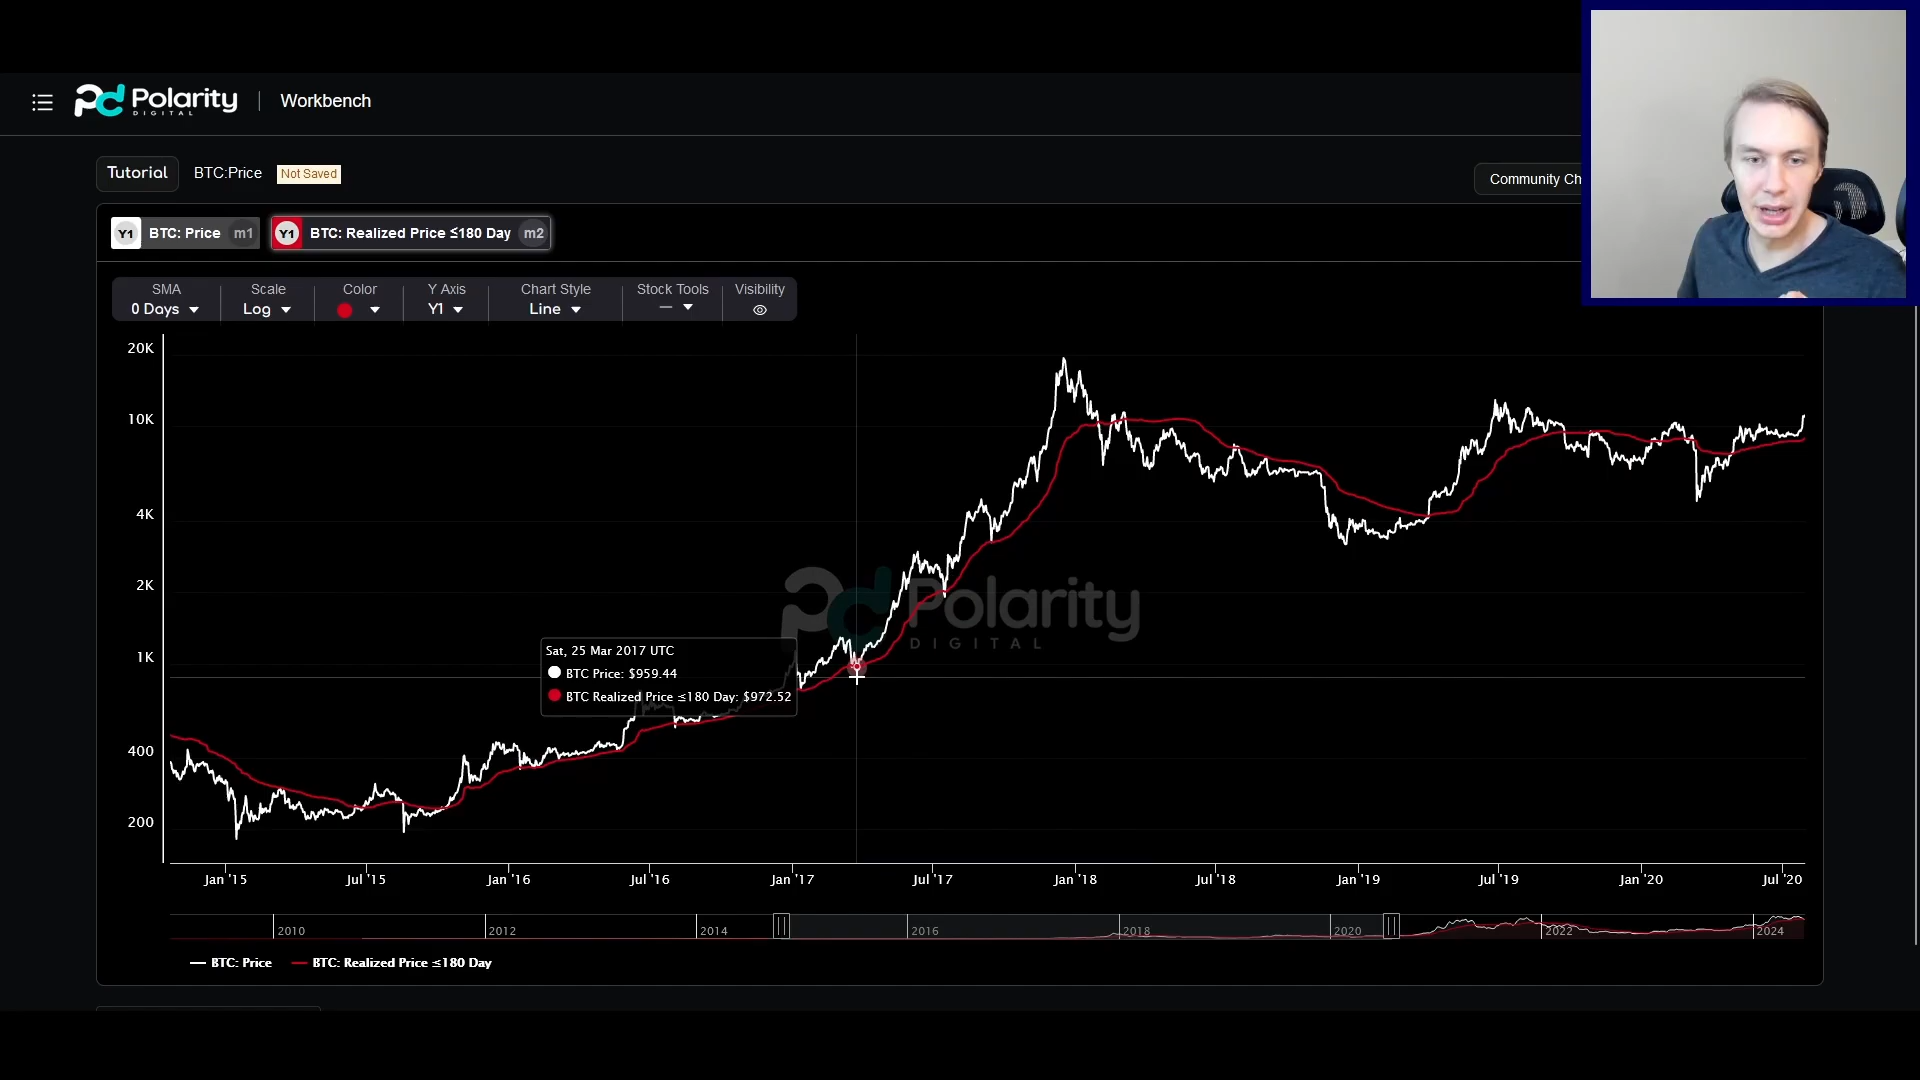 Polarity
DIGITAL
Workbench
Tutorial
BTC:Price
Not Saved
Community Ch
Y1 BTC: Price m1
Y1 BTC: Realized Price ≤180 Day m2
SMA
0 Days
Scale
Log
Color
Y Axis
Y1
Chart Style
Line
Stock Tools
Visibility
20K
10K
4K
2K
1K
400
200
Polarity
DIGITAL
Sat, 25 Mar 2017 UTC
BTC Price: $959.44
BTC Realized Price ≤180 Day: $972.52
Jan '15 Jul '15 Jan '16 Jul '16 Jan '17 Jul '17 Jan '18 Jul '18 Jan '19 Jul '19 Jan '20 Jul '20
2010 2012 2014 2016 2018 2020 2022 2024
BTC: Price BTC: Realized Price ≤180 Day